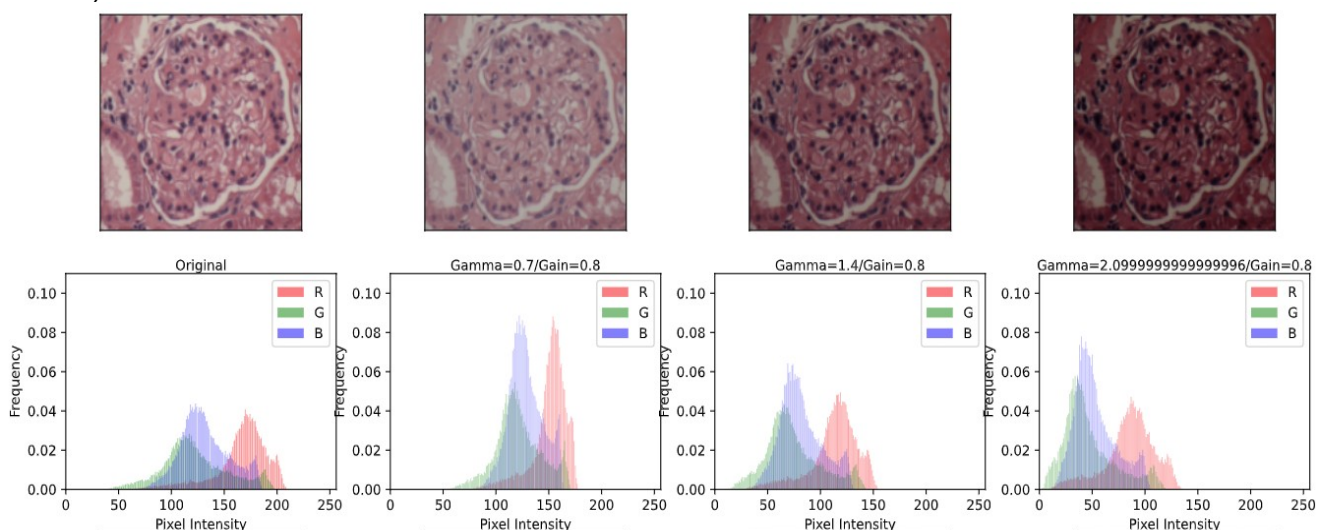 Original
Gamma=0.7/Gain=0.8
Gamma=1.4/Gain=0.8
Gamma=2.0999999999999996/Gain=0.8
0.10
0.08
0.06
0.04
0.02
0.00
Frequency
R
G
B
0 50 100 150 200 250
Pixel Intensity
0.10
0.08
0.06
0.04
0.02
0.00
Frequency
R
G
B
0 50 100 150 200 250
Pixel Intensity
0.10
0.08
0.06
0.04
0.02
0.00
Frequency
R
G
B
0 50 100 150 200 250
Pixel Intensity
0.10
0.08
0.06
0.04
0.02
0.00
Frequency
R
G
B
0 50 100 150 200 250
Pixel Intensity